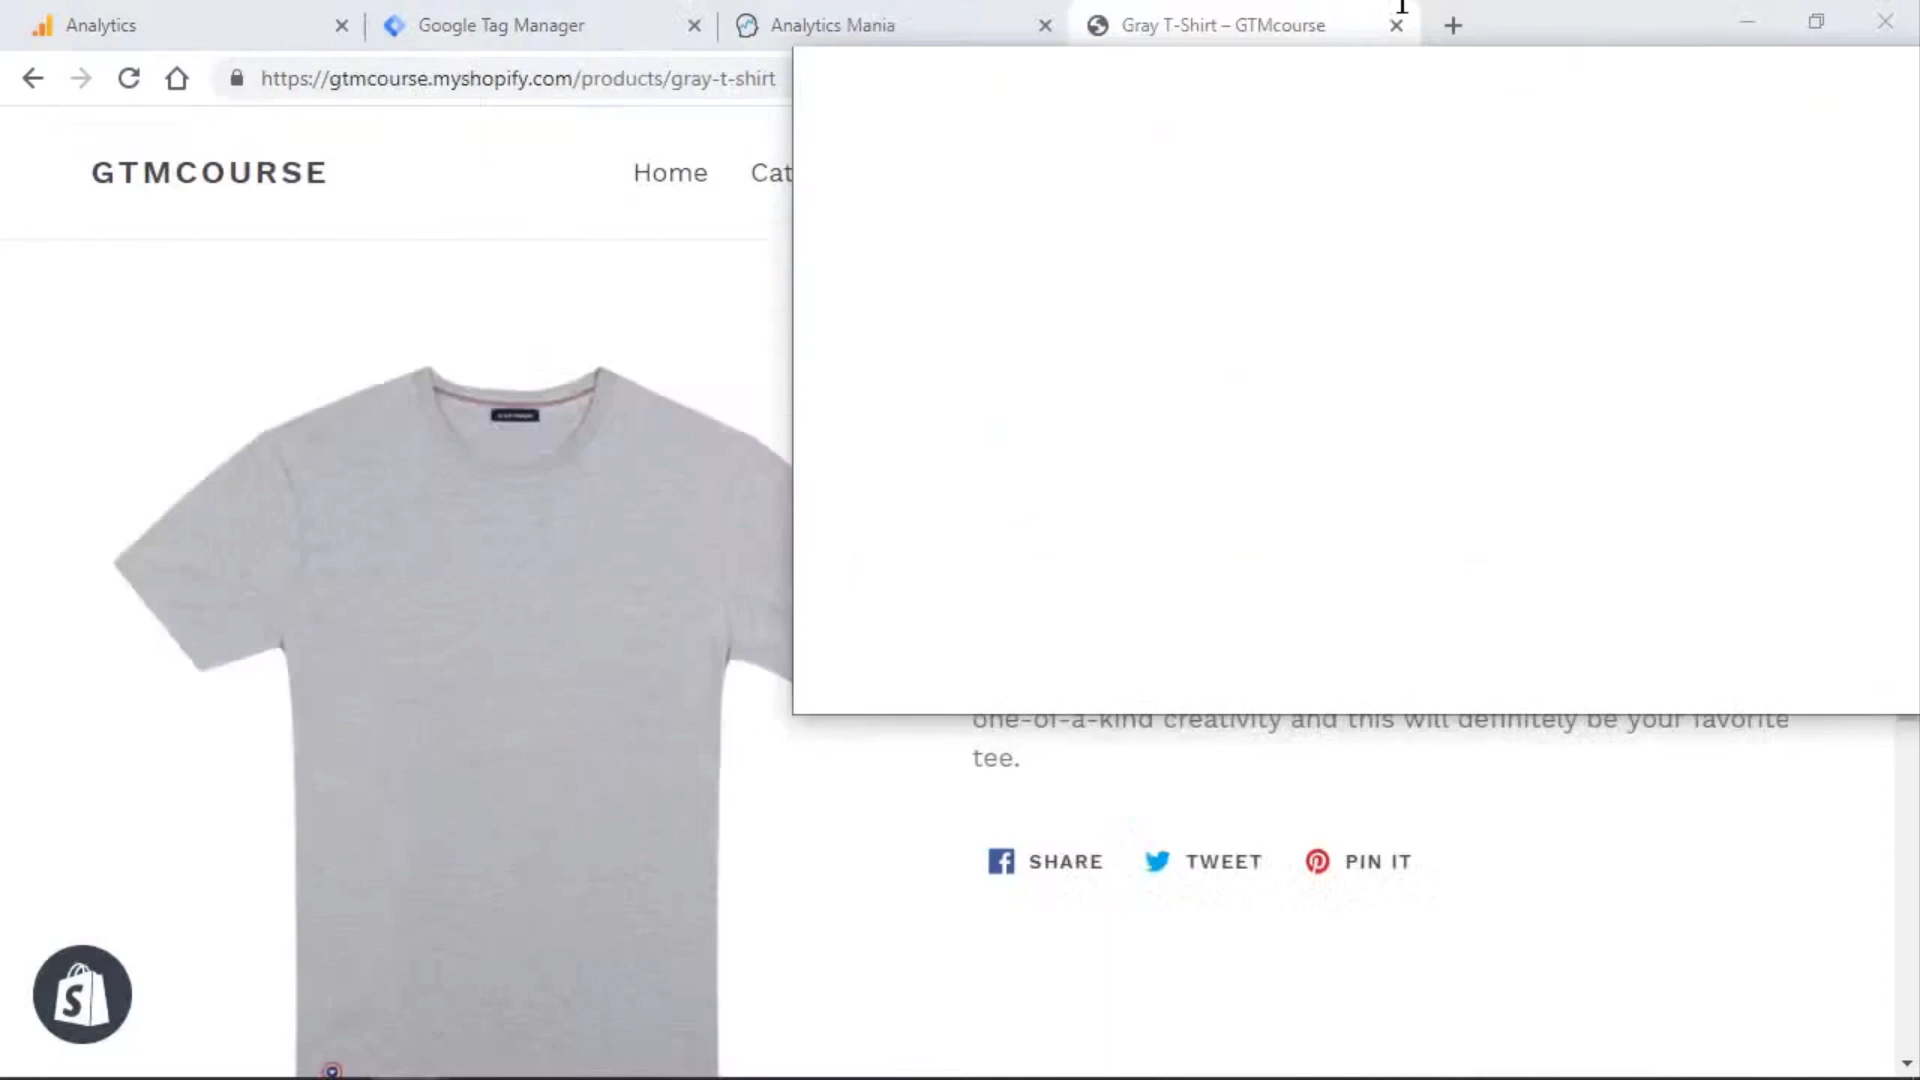 Analytics
Google Tag Manager
Analytics Mania
Gray T-Shirt – GTMcourse
https://gtmcourse.myshopify.com/products/gray-t-shirt
GTMCOURSE
Home
Cat
one-of-a-kind creativity and this will definitely be your favorite
tee.
SHARE
TWEET
PIN IT